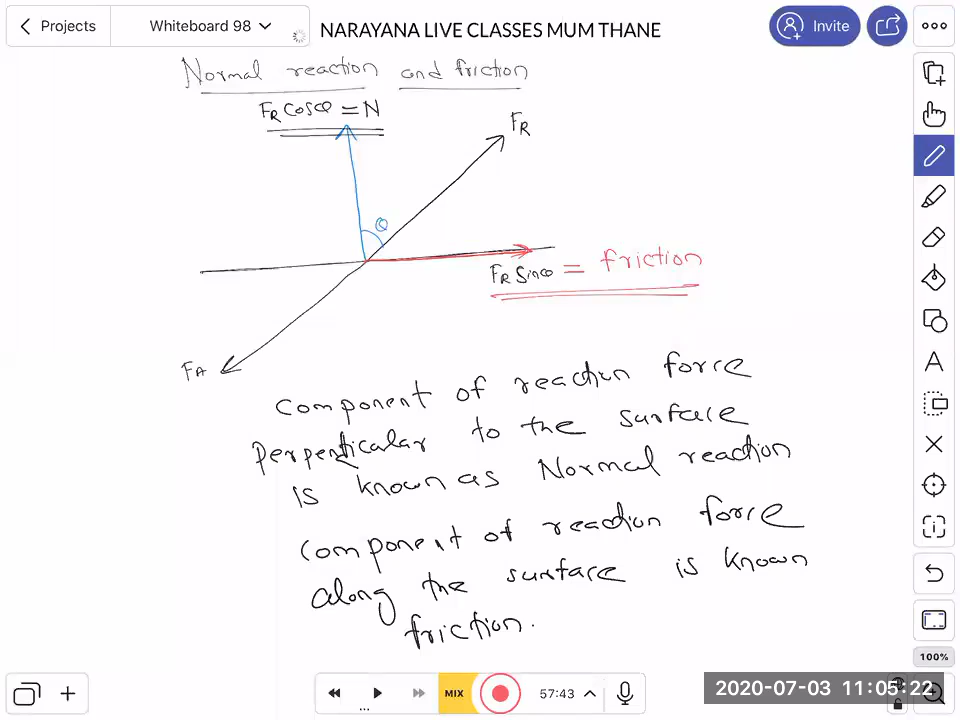 Projects
Whiteboard 98
NARAYANA LIVE CLASSES MUM THANE
Invite
Normal reaction and friction
FR cosθ = N
FR
θ
FR sinθ = friction
FA
component of reaction force
perpenticular to the surface
is known as Normal reaction
component of reaction force
along the surface is known
friction.
A
100%
MIX
57:43
2020-07-03 11:05:22